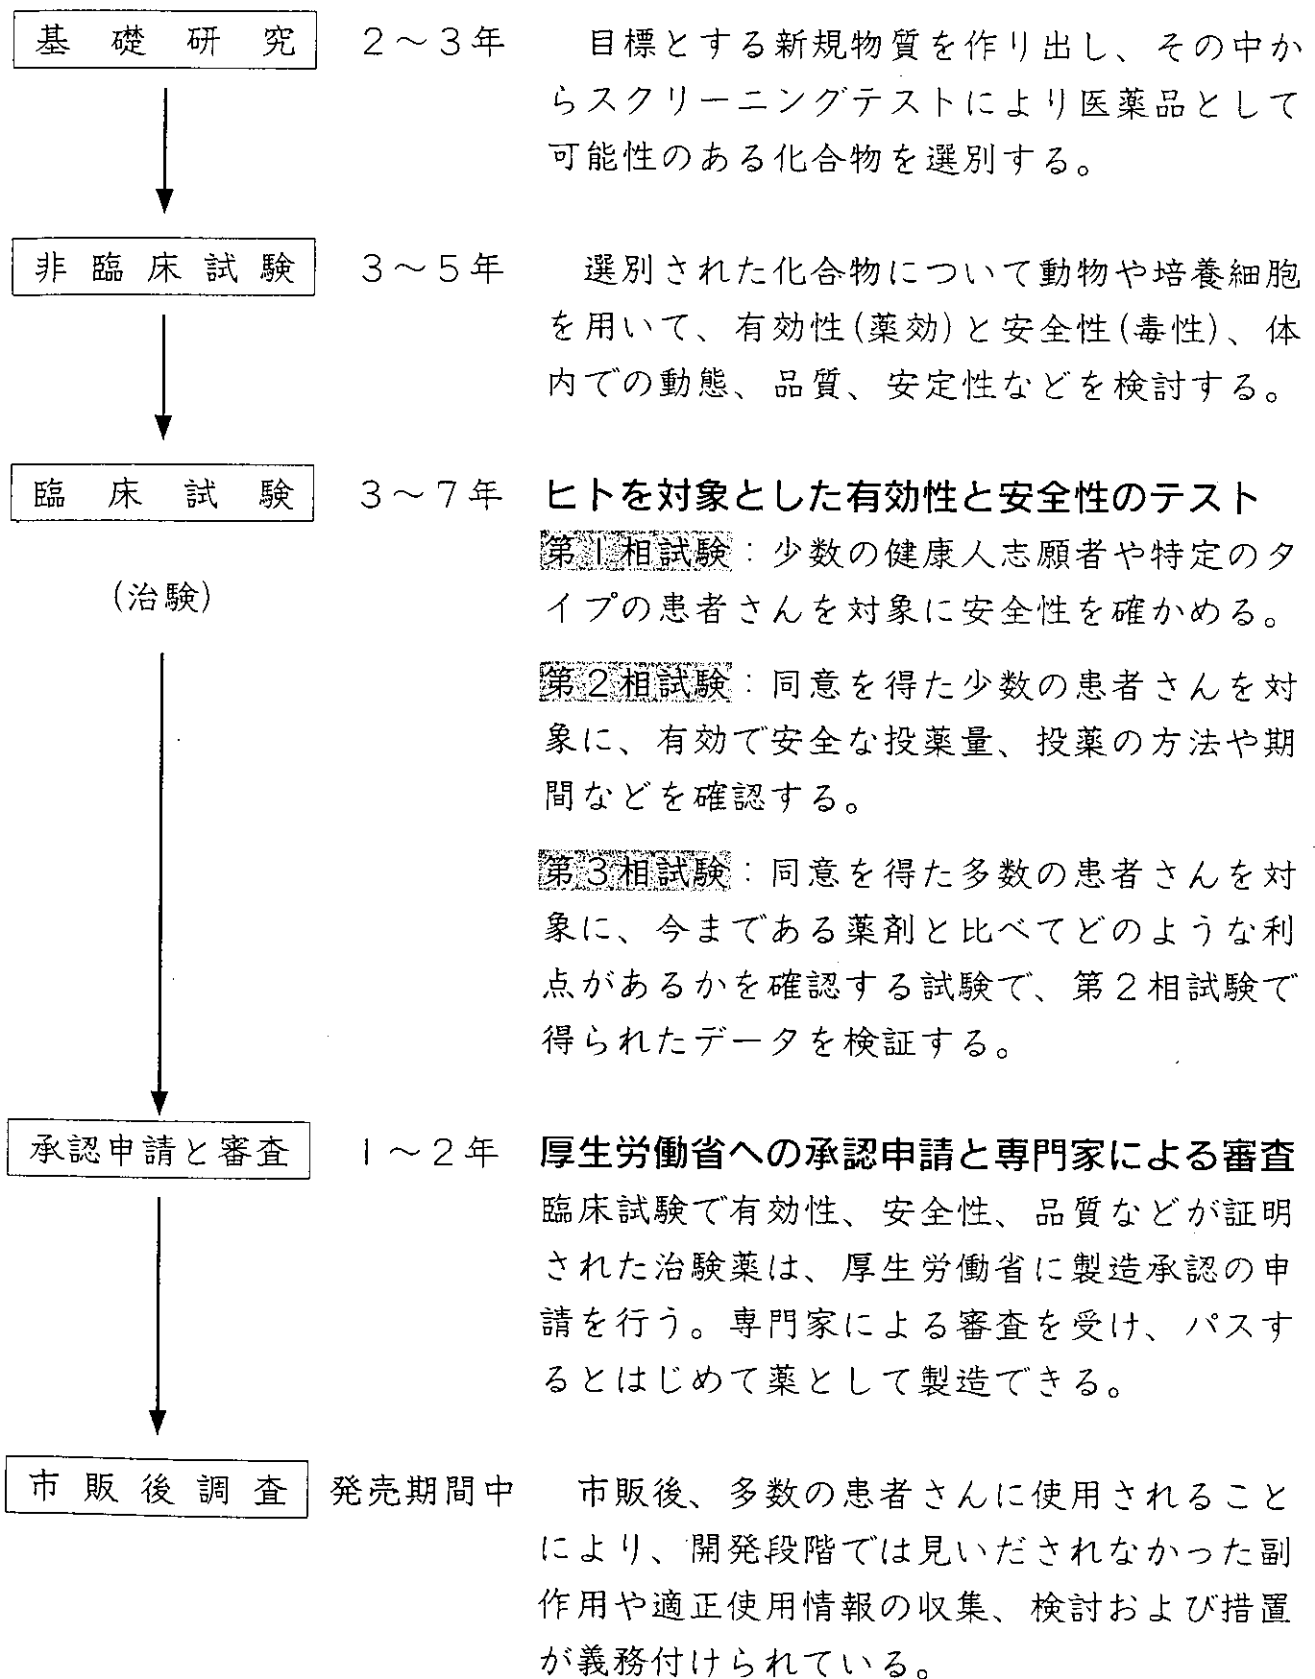 基礎研究 2~3年 目標とする新規物質を作り出し、その中か
らスクリーニングテストにより医薬品として
可能性のある化合物を選別する。
非臨床試験 3~5年 選別された化合物について動物や培養細胞
を用いて、有効性(薬効)と安全性(毒性)、体
内での動態、品質、安定性などを検討する。
臨床試験 3~7年 ヒトを対象とした有効性と安全性のテスト
第1相試験:少数の健康人志願者や特定のタ
(治験) イプの患者さんを対象に安全性を確かめる。
第2相試験:同意を得た少数の患者さんを対
象に、有効で安全な投薬量、投薬の方法や期
間などを確認する。
第3相試験:同意を得た多数の患者さんを対
象に、今まである薬剤と比べてどのような利
点があるかを確認する試験で、第2相試験で
得られたデータを検証する。
承認申請と審査 1~2年 厚生労働省への承認申請と専門家による審査
臨床試験で有効性、安全性、品質などが証明
された治験薬は、厚生労働省に製造承認の申
請を行う。専門家による審査を受け、パスす
るとはじめて薬として製造できる。
市販後調査 発売期間中 市販後、多数の患者さんに使用されること
により、開発段階では見いだされなかった副
作用や適正使用情報の収集、検討および措置
が義務付けられている。